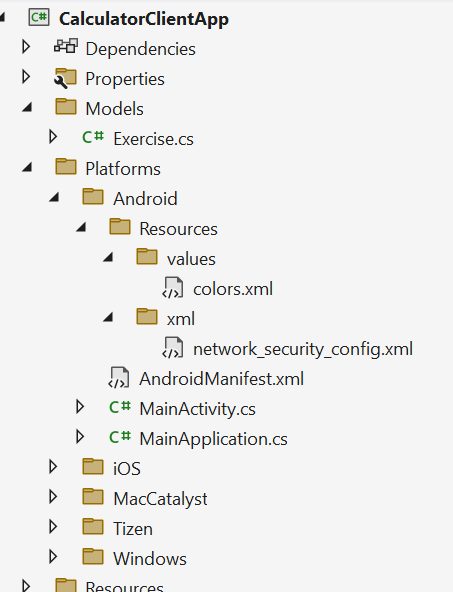 C# CalculatorClientApp
Dependencies
Properties
Models
C# Exercise.cs
Platforms
Android
Resources
values
colors.xml
xml
network_security_config.xml
AndroidManifest.xml
C# MainActivity.cs
C# MainApplication.cs
iOS
MacCatalyst
Tizen
Windows
Resources